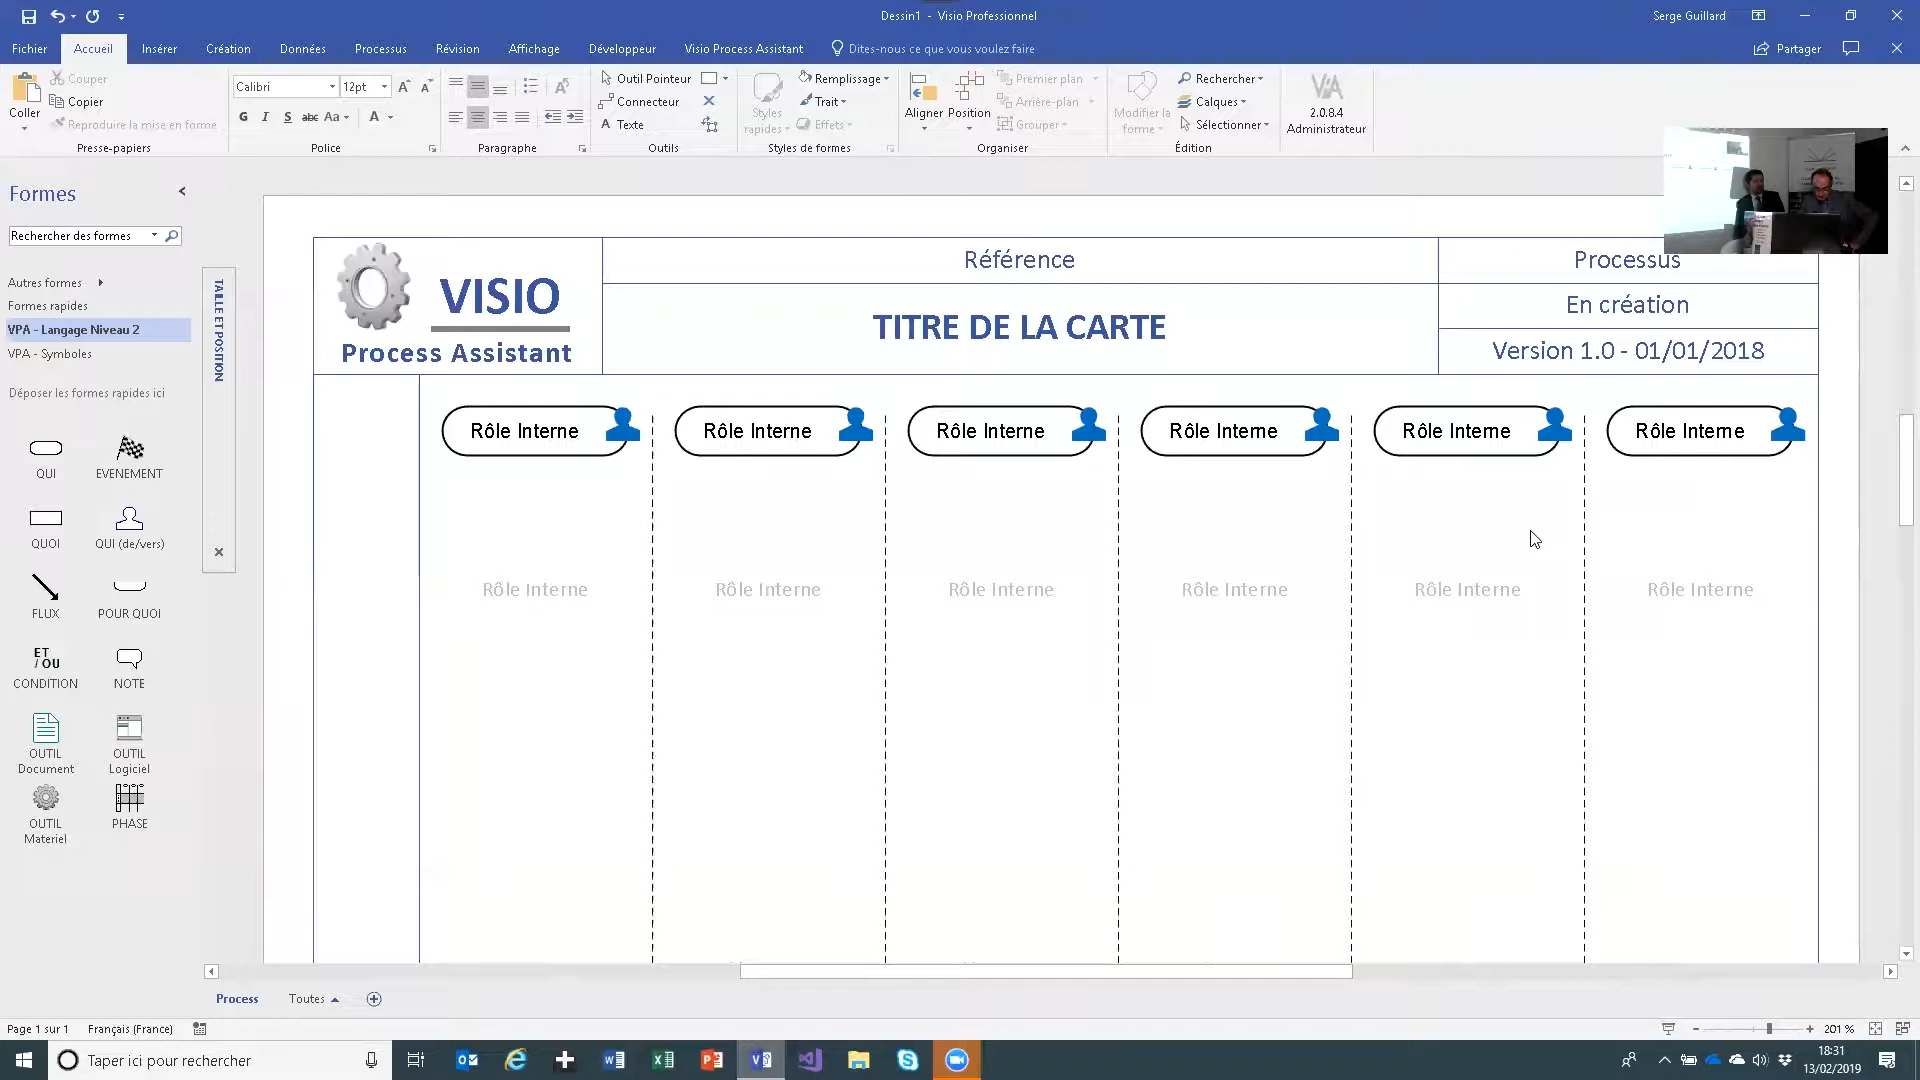 Dessin1 - Visio Professionnel
Serge Guillard
Fichier Accueil Insérer Création Données Processus Révision Affichage Développeur Visio Process Assistant Dites-nous ce que vous voulez faire Partager
Coller
Couper
Copier
Reproduire la mise en forme
Presse-papiers
Calibri 12pt
G I S abc Aa A
Police
Paragraphe
Outil Pointeur
Connecteur
A Texte
Outils
Styles rapides
Remplissage
Trait
Effets
Styles de formes
Aligner Position
Premier plan
Arrière-plan
Grouper
Organiser
Modifier la forme
Rechercher
Calques
Sélectionner
Édition
2.0.8.4
Administrateur
Formes
Rechercher des formes
Autres formes
Formes rapides
VPA - Langage Niveau 2
VPA - Symboles
Déposer les formes rapides ici
QUI EVENEMENT
QUOI QUI (de/vers)
FLUX POUR QUOI
ET
/ OU
CONDITION NOTE
OUTIL Document
OUTIL Logiciel
OUTIL Materiel
PHASE
TAILLE ET POSITION
VISIO
Process Assistant
Référence
TITRE DE LA CARTE
Processus
En création
Version 1.0 - 01/01/2018
Rôle Interne Rôle Interne Rôle Interne Rôle Interne Rôle Interne Rôle Interne
Rôle Interne Rôle Interne Rôle Interne Rôle Interne Rôle Interne Rôle Interne
Process Toutes
Page 1 sur 1 Français (France)
201 %
Taper ici pour rechercher
18:31
13/02/2019